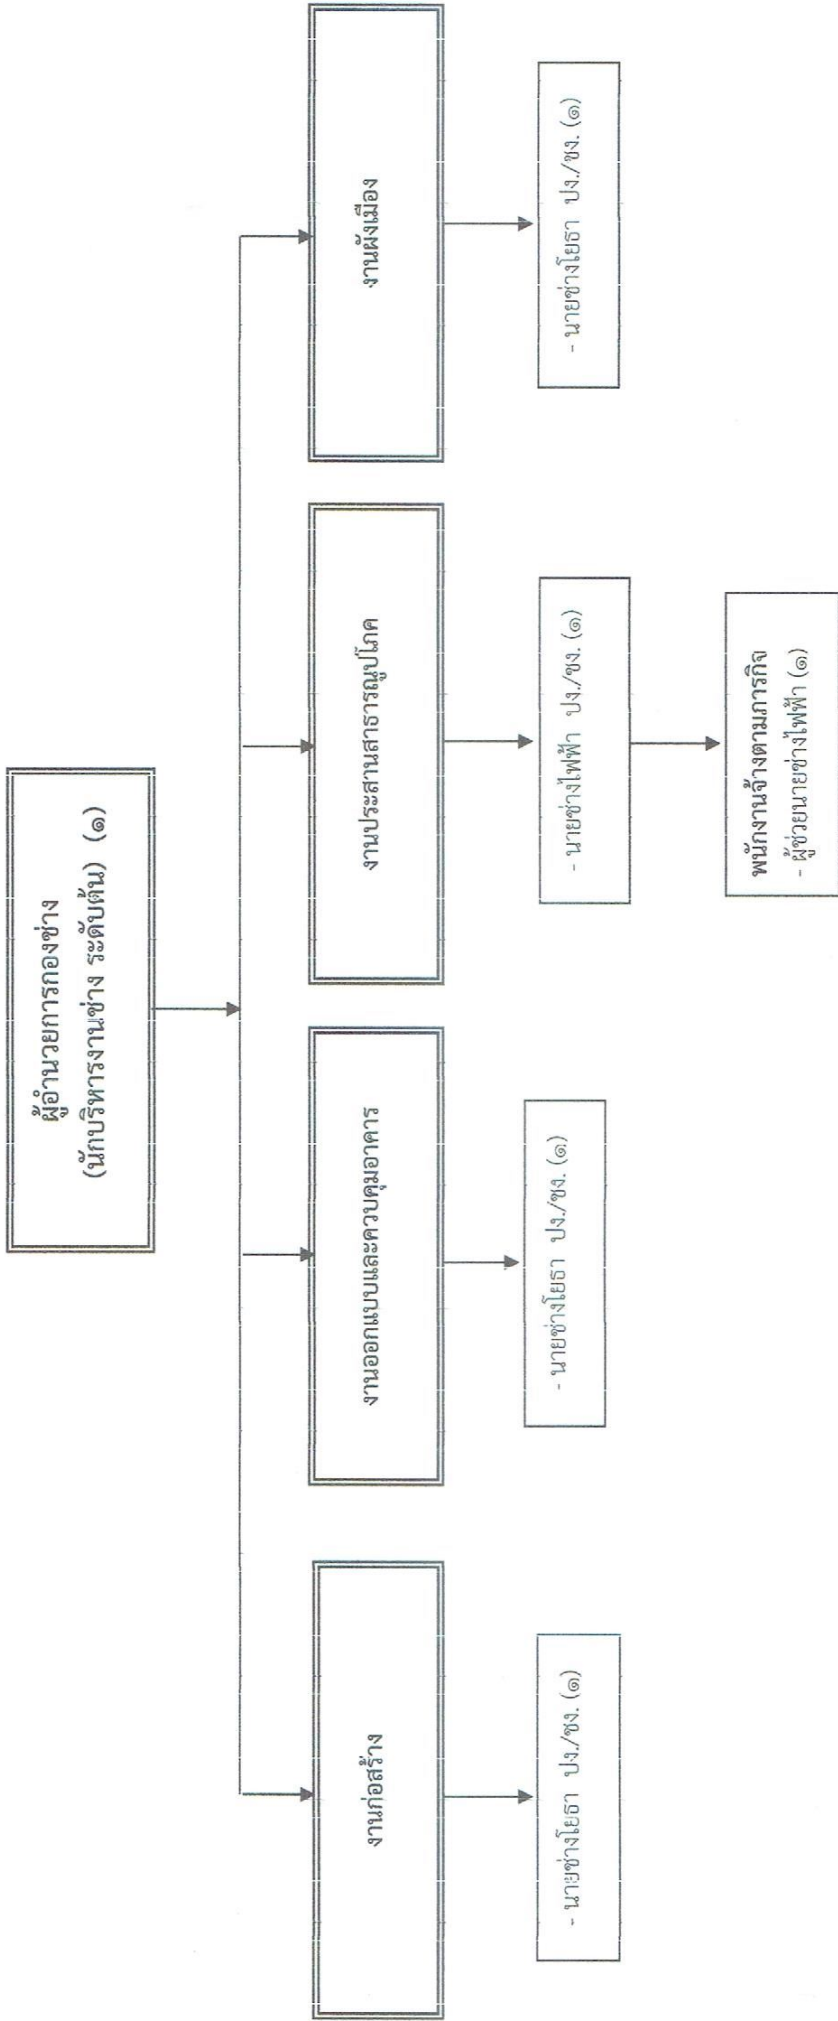 ผู้อำนวยการกองช่าง
(นักบริหารงานช่าง ระดับต้น) (๑)
งานก่อสร้าง
งานออกแบบและควบคุมอาคาร
งานประสานสาธารณูปโภค
งานผังเมือง
- นายช่างโยธา ปง./ชง. (๑)
- นายช่างโยธา ปง./ชง. (๑)
- นายช่างไฟฟ้า ปง./ชง. (๑)
- นายช่างโยธา ปง./ชง. (๑)
พนักงานจ้างตามภารกิจ
- ผู้ช่วยนายช่างไฟฟ้า (๑)